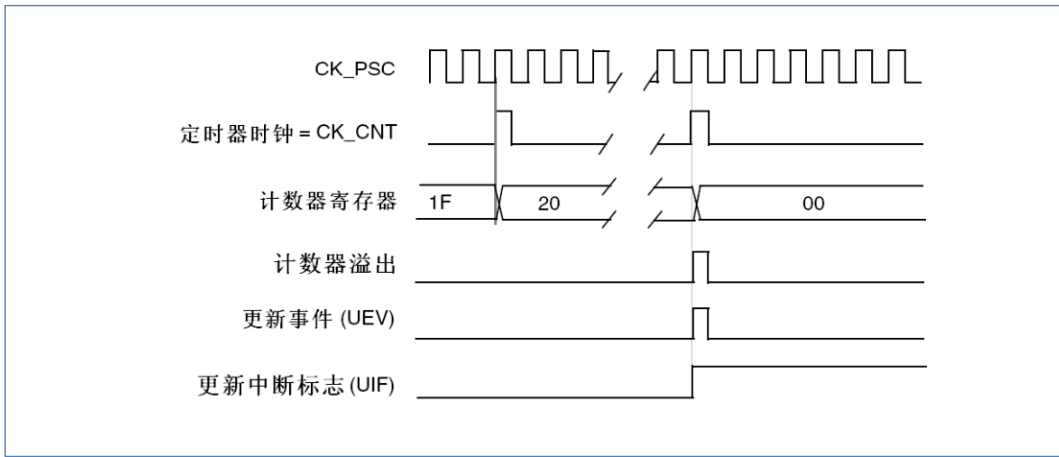 CK_PSC
定时器时钟 = CK_CNT
计数器寄存器 1F 20 00
计数器溢出
更新事件 (UEV)
更新中断标志 (UIF)